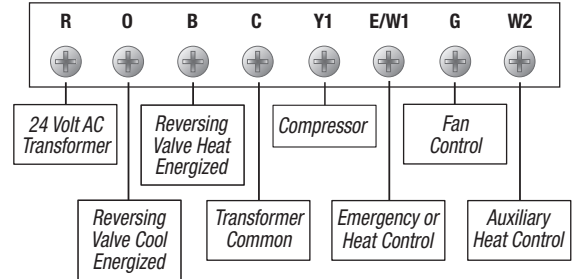 R O B C Y1 E/W1 G W2
24 Volt AC
Transformer
Reversing
Valve Heat
Energized
Compressor
Fan
Control
Reversing
Valve Cool
Energized
Transformer
Common
Emergency or
Heat Control
Auxiliary
Heat Control